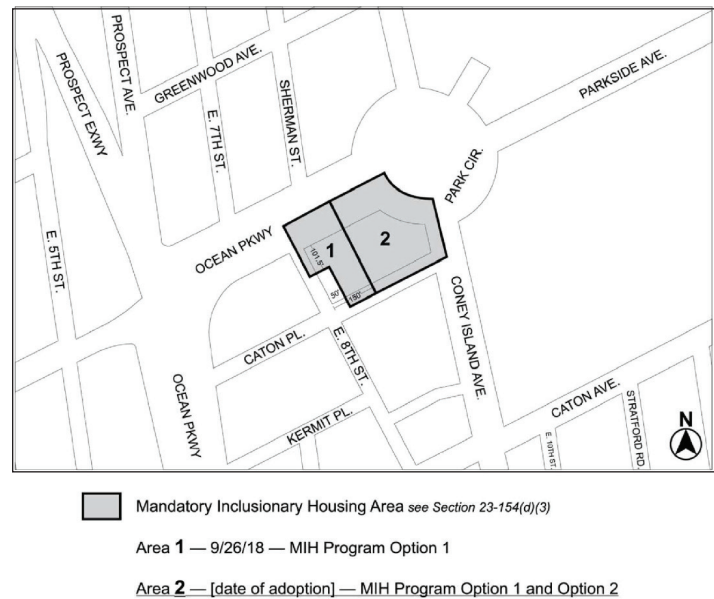 PROSPECT AVE.
PROSPECT EXWY
GREENWOOD AVE.
PARKSIDE AVE.
E. 7TH ST.
SHERMAN ST.
PARK CIR.
E. 5TH ST.
OCEAN PKWY
1
2
101.5'
50'
180'
CATON PL.
E. 8TH ST.
CONEY ISLAND AVE.
OCEAN PKWY
KERMIT PL.
CATON AVE.
E. 10TH ST.
STRATFORD RD.
N
Mandatory Inclusionary Housing Area see Section 23-154(d)(3)
Area 1 — 9/26/18 — MIH Program Option 1
Area 2 — [date of adoption] — MIH Program Option 1 and Option 2